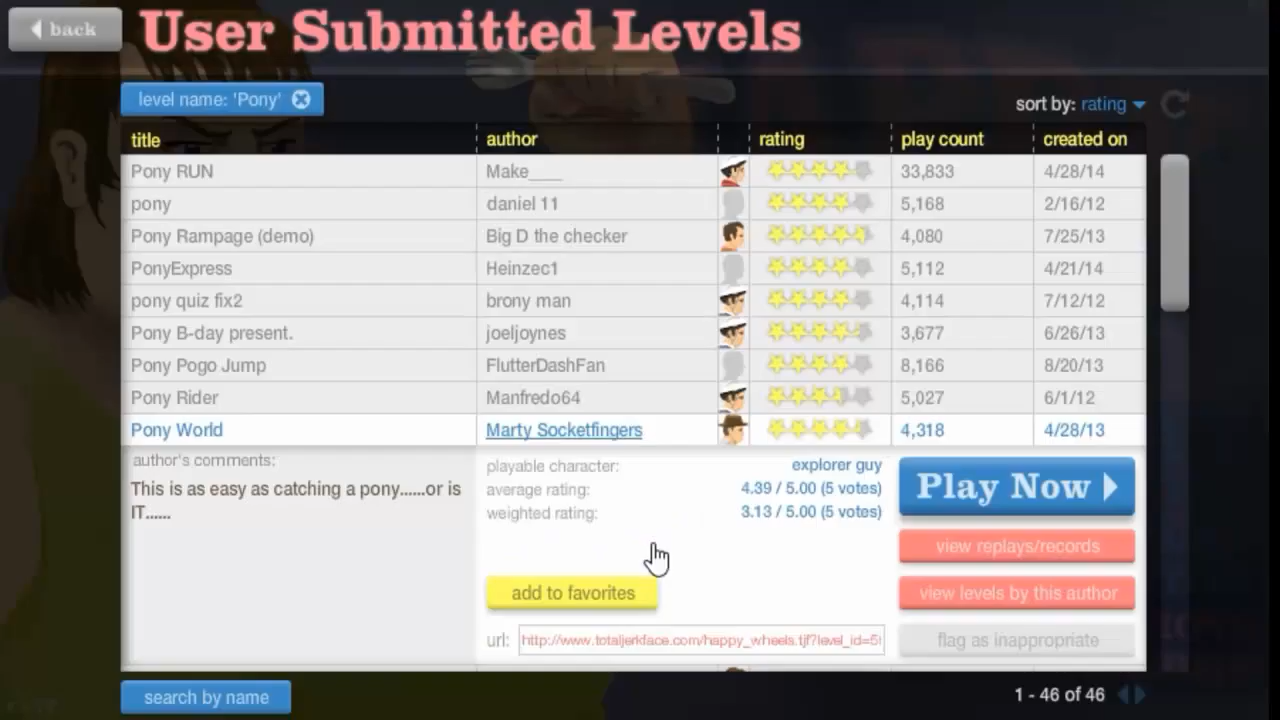 back
User Submitted Levels
level name: 'Pony'
sort by: rating
title author rating play count created on
Pony RUN Make____ 33,833 4/28/14
pony daniel 11 5,168 2/16/12
Pony Rampage (demo) Big D the checker 4,080 7/25/13
PonyExpress Heinzec1 5,112 4/21/14
pony quiz fix2 brony man 4,114 7/12/12
Pony B-day present. joeljoynes 3,677 6/26/13
Pony Pogo Jump FlutterDashFan 8,166 8/20/13
Pony Rider Manfredo64 5,027 6/1/12
Pony World Marty Socketfingers 4,318 4/28/13
author's comments:
This is as easy as catching a pony......or is
IT......
playable character: explorer guy
average rating: 4.39 / 5.00 (5 votes)
weighted rating: 3.13 / 5.00 (5 votes)
add to favorites
url: http://www.totaljerkface.com/happy_wheels.tjf?level_id=5
Play Now
view replays/records
view levels by this author
flag as inappropriate
search by name
1 - 46 of 46